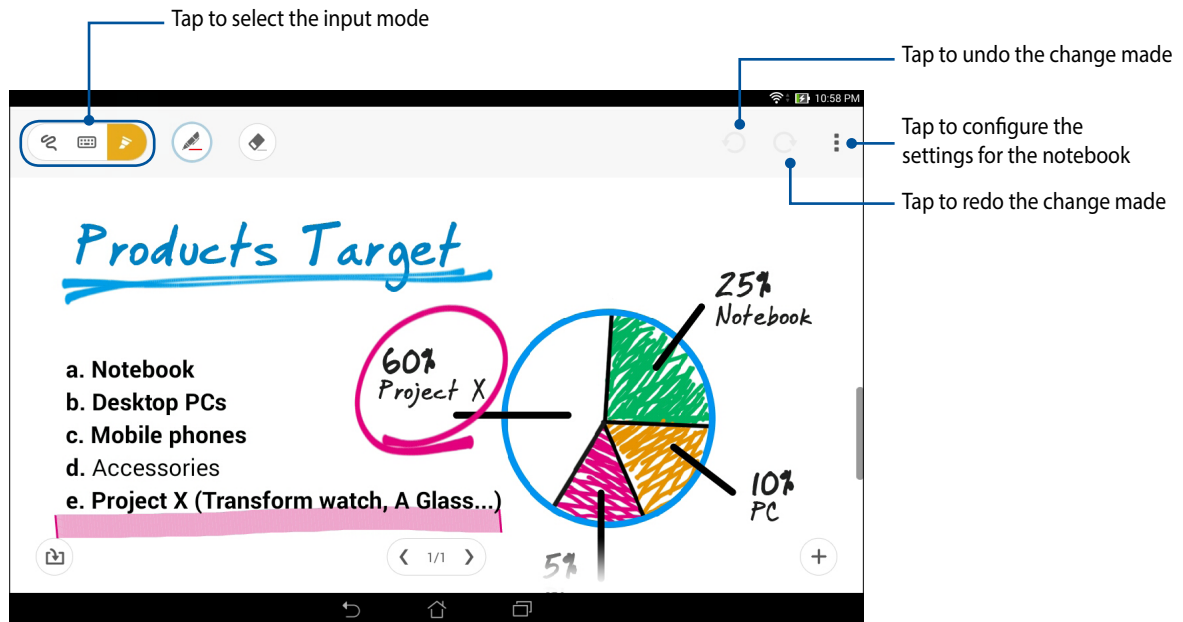 Tap to select the input mode
Tap to undo the change made
10:58 PM
Tap to configure the
settings for the notebook
Tap to redo the change made
Products Target
25%
Notebook
60%
Project X
a. Notebook
b. Desktop PCs
c. Mobile phones
d. Accessories
e. Project X (Transform watch, A Glass...)
10%
PC
1/1
5%